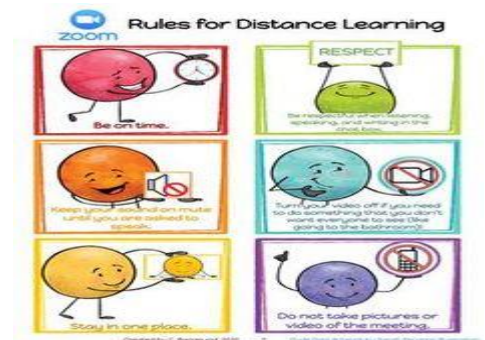 zoom
Rules for Distance Learning
Be on time.
RESPECT
Be respectful when listening,
speaking, and writing in the
chat box.
Keep your sound on mute
until you are asked to
speak.
Turn your video off if you need
to do something that you don't
want everyone to see (like
going to the bathroom)!
Stay in one place.
Do not take pictures or
video of the meeting.